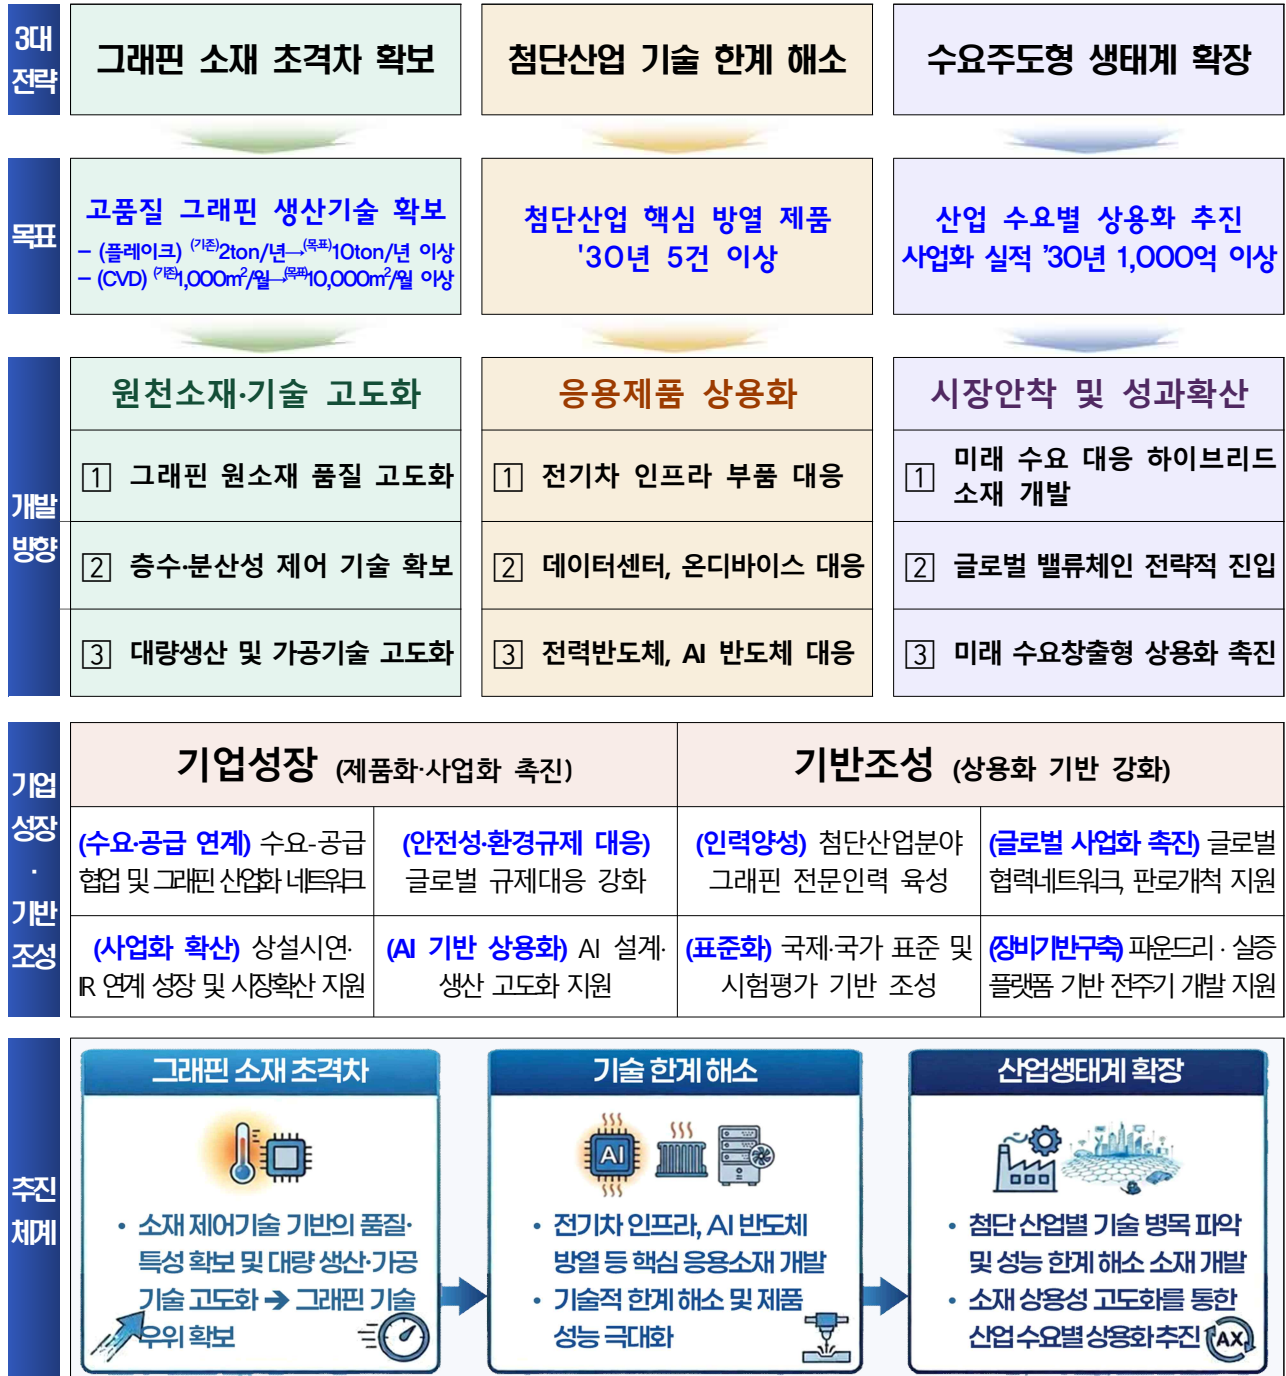 3대
전략
그래핀 소재 초격차 확보
첨단산업 기술 한계 해소
수요주도형 생태계 확장
목표
고품질 그래핀 생산기술 확보
- (플레이크) (기존)2ton/년→(목표)10ton/년 이상
- (CVD) (기존)1,000m²/월→(목표)10,000m²/월 이상
첨단산업 핵심 방열 제품
'30년 5건 이상
산업 수요별 상용화 추진
사업화 실적 '30년 1,000억 이상
개발
방향
원천소재·기술 고도화
1 그래핀 원소재 품질 고도화
2 층수·분산성 제어 기술 확보
3 대량생산 및 가공기술 고도화
응용제품 상용화
1 전기차 인프라 부품 대응
2 데이터센터, 온디바이스 대응
3 전력반도체, AI 반도체 대응
시장안착 및 성과확산
1 미래 수요 대응 하이브리드
소재 개발
2 글로벌 밸류체인 전략적 진입
3 미래 수요창출형 상용화 촉진
기업
성장
·
기반
조성
기업성장 (제품화·사업화 촉진)
기반조성 (상용화 기반 강화)
(수요·공급 연계) 수요-공급
협업 및 그래핀 산업화 네트워크
(안전성·환경규제 대응)
글로벌 규제대응 강화
(인력양성) 첨단산업분야
그래핀 전문인력 육성
(글로벌 사업화 촉진) 글로벌
협력네트워크, 판로개척 지원
(사업화 확산) 상설시연·
IR 연계 성장 및 시장확산 지원
(AI 기반 상용화) AI 설계·
생산 고도화 지원
(표준화) 국제·국가 표준 및
시험평가 기반 조성
(장비기반구축) 파운드리 · 실증
플랫폼 기반 전주기 개발 지원
추진
체계
그래핀 소재 초격차
• 소재 제어기술 기반의 품질·
특성 확보 및 대량 생산·가공
기술 고도화 ➔ 그래핀 기술
우위 확보
기술 한계 해소
AI
• 전기차 인프라, AI 반도체
방열 등 핵심 응용소재 개발
• 기술적 한계 해소 및 제품
성능 극대화
산업생태계 확장
• 첨단 산업별 기술 병목 파악
및 성능 한계 해소 소재 개발
• 소재 상용성 고도화를 통한
산업 수요별 상용화 추진
AX